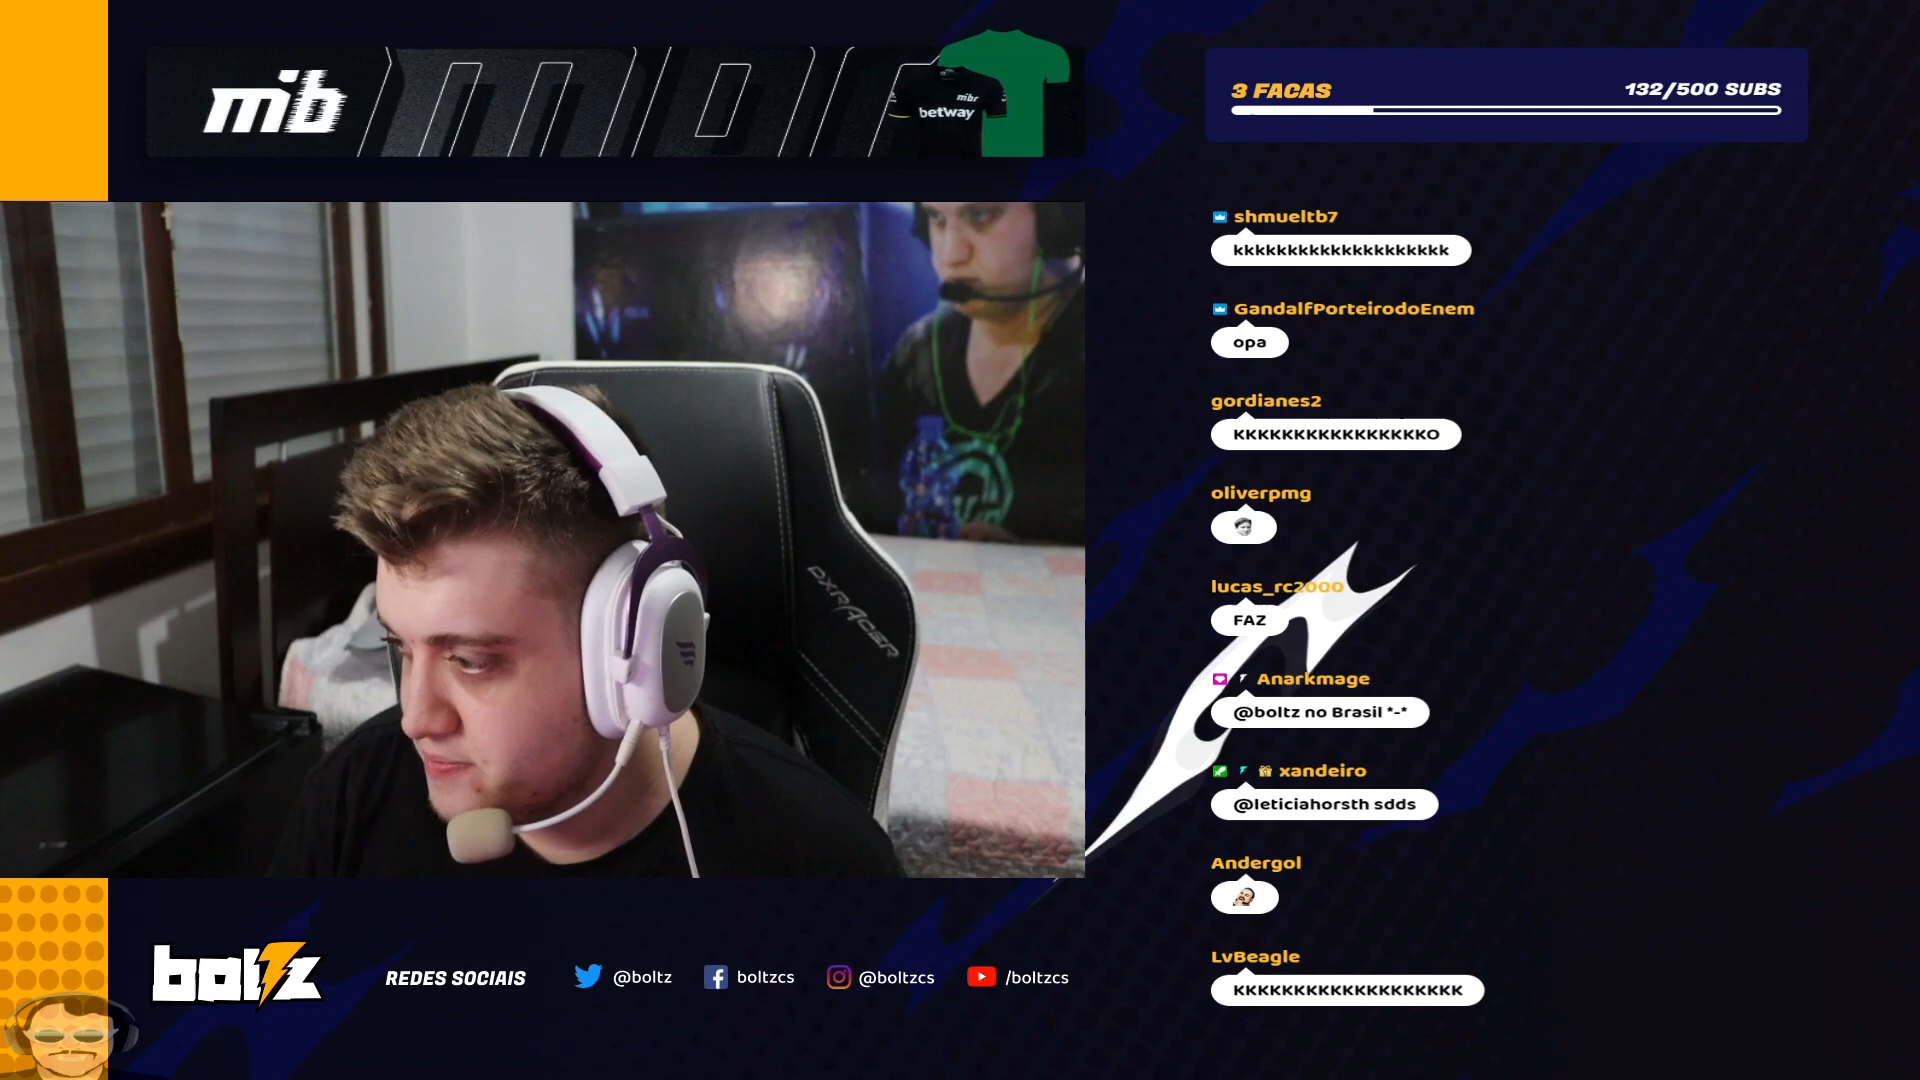 mibr
mibr
betway
3 FACAS
132/500 SUBS
shmueltb7
kkkkkkkkkkkkkkkkkkkk
GandalfPorteirodoEnem
opa
gordianes2
KKKKKKKKKKKKKKKKO
oliverpmg
lucas_rc2000
FAZ
Anarkmage
@boltz no Brasil *-*
xandeiro
@leticiahorsth sdds
Andergol
LvBeagle
KKKKKKKKKKKKKKKKKKK
DXRACER
boltz
REDES SOCIAIS
@boltz
boltzcs
@boltzcs
/boltzcs